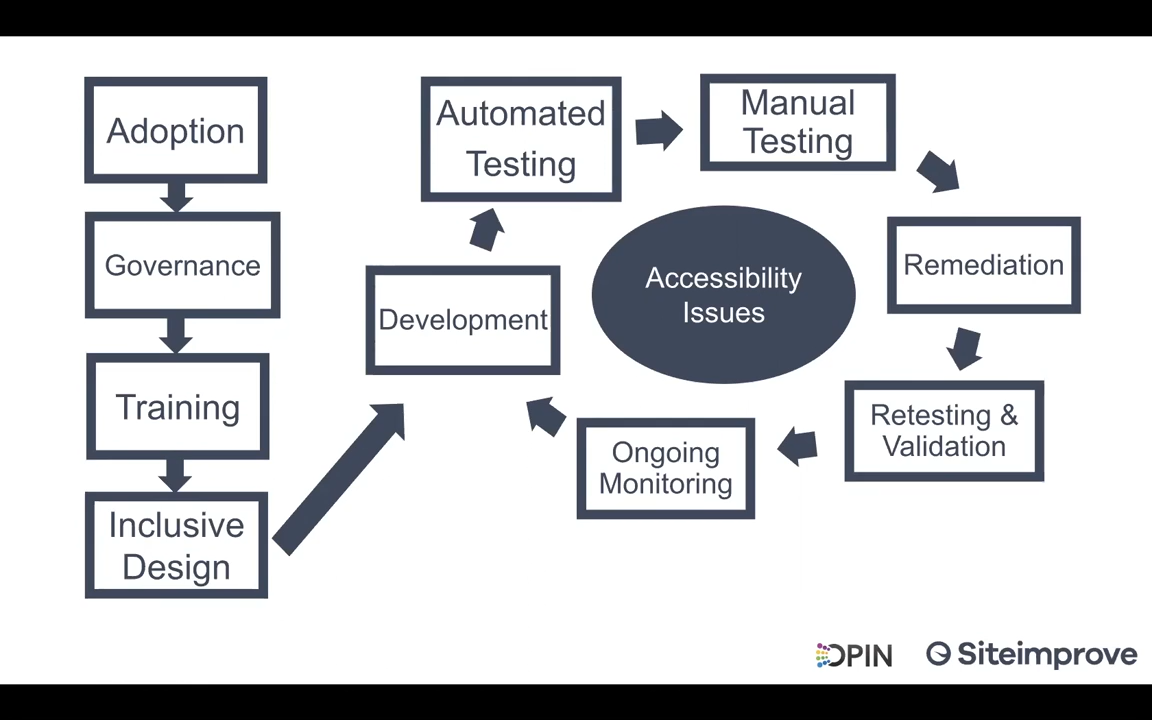 Adoption
Governance
Training
Inclusive
Design
Development
Automated
Testing
Manual
Testing
Remediation
Retesting &
Validation
Ongoing
Monitoring
Accessibility
Issues
OPIN
Siteimprove